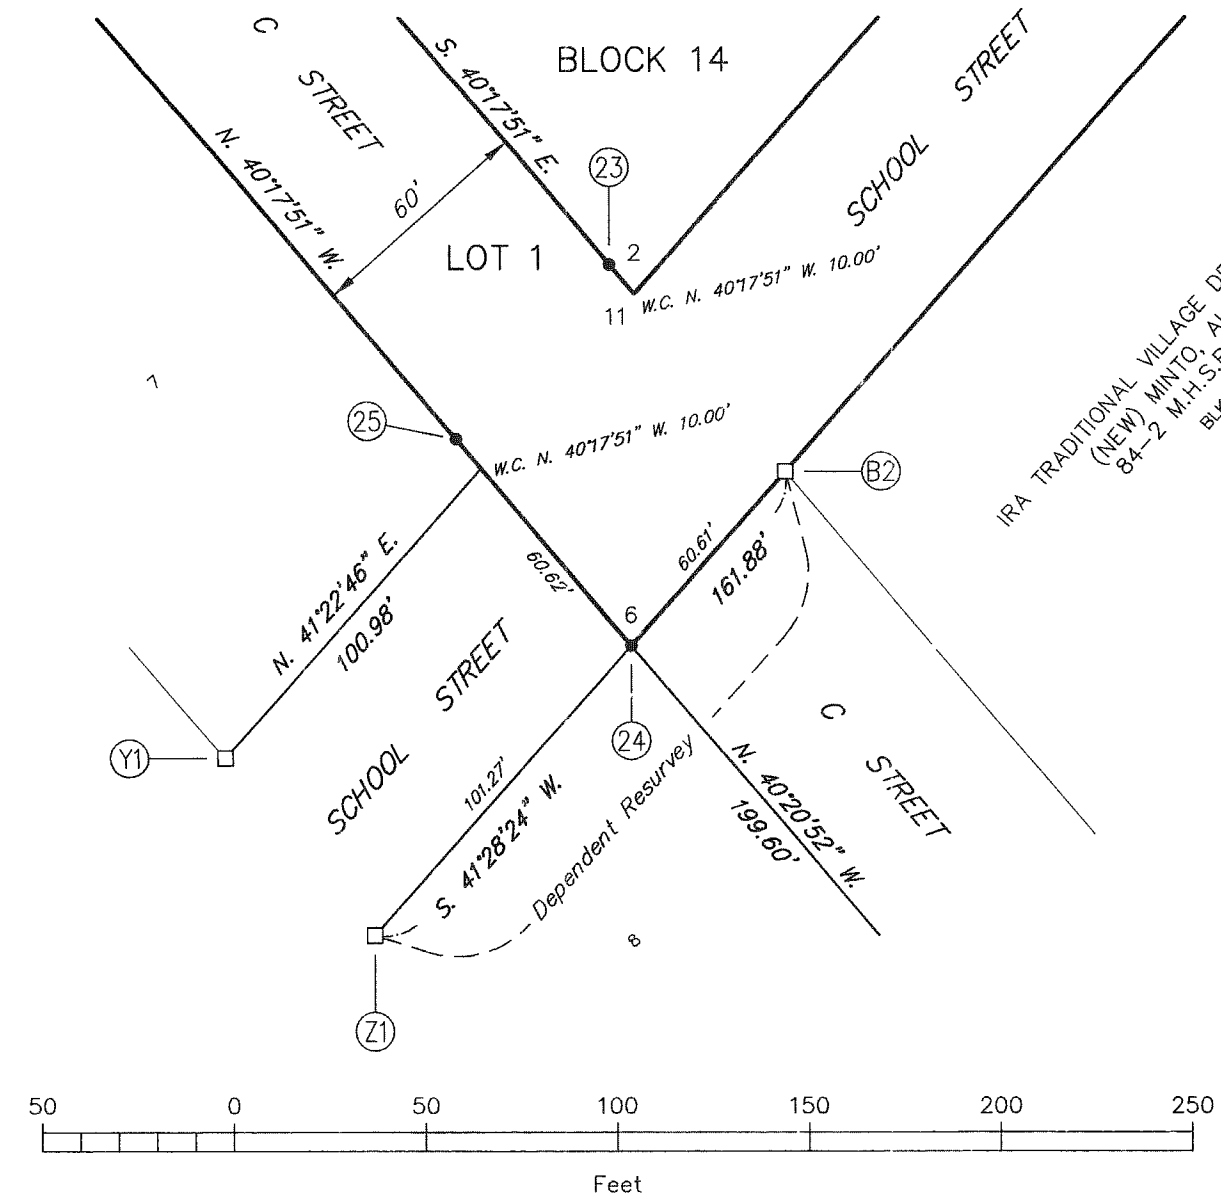 C
STREET
BLOCK 14
STREET
S. 40°17'51" E.
N. 40°17'51" W.
60'
23
2
SCHOOL
LOT 1
11
W.C. N. 40°17'51" W. 10.00'
7
25
W.C. N. 40°17'51" W. 10.00'
B2
IRA TRADITIONAL VILLAGE
(NEW) MINTO,
84-2 M.H.S.
BLK
N. 41°22'46" E.
100.98'
60.62'
60.61'
161.88'
6
SCHOOL STREET
Y1
24
C
STREET
101.27'
S. 41°28'24" W.
Dependent Resurvey
N. 40°20'52" W.
199.60'
8
Z1
50 0 50 100 150 200 250
Feet